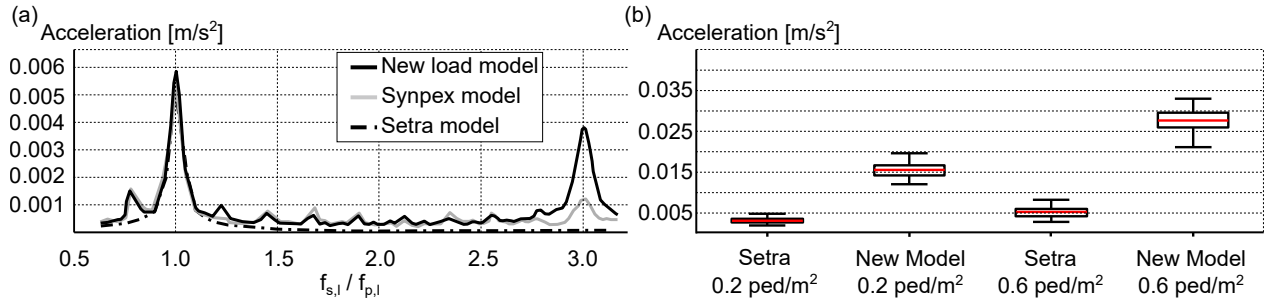 (a)
Acceleration [m/s²]
0.006
0.005
0.004
0.003
0.002
0.001
New load model
Synpex model
Setra model
0.5 1.0 1.5 2.0 2.5 3.0
f_s,l / f_p,l
(b)
Acceleration [m/s²]
0.035
0.025
0.015
0.005
Setra New Model Setra New Model
0.2 ped/m² 0.2 ped/m² 0.6 ped/m² 0.6 ped/m²